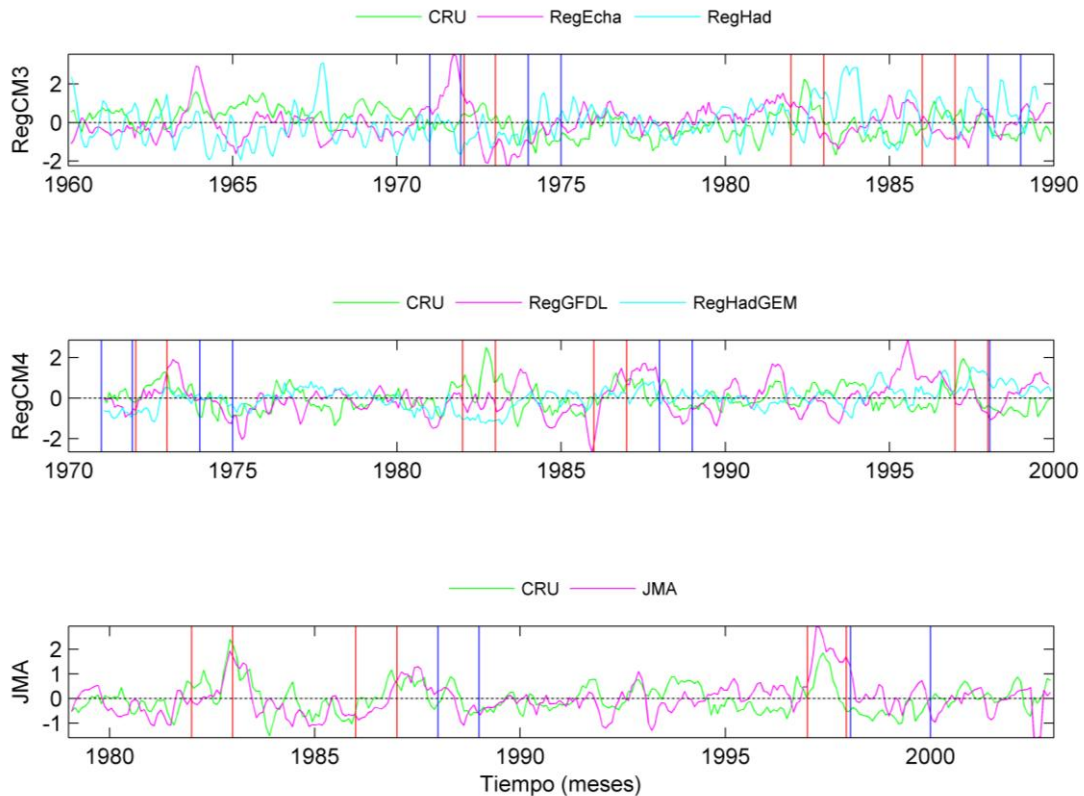 CRU RegEcha RegHad
RegCM3
2
0
-2
1960 1965 1970 1975 1980 1985 1990
CRU RegGFDL RegHadGEM
RegCM4
2
0
-2
1970 1975 1980 1985 1990 1995 2000
CRU JMA
JMA
2
1
0
-1
1980 1985 1990 1995 2000
Tiempo (meses)